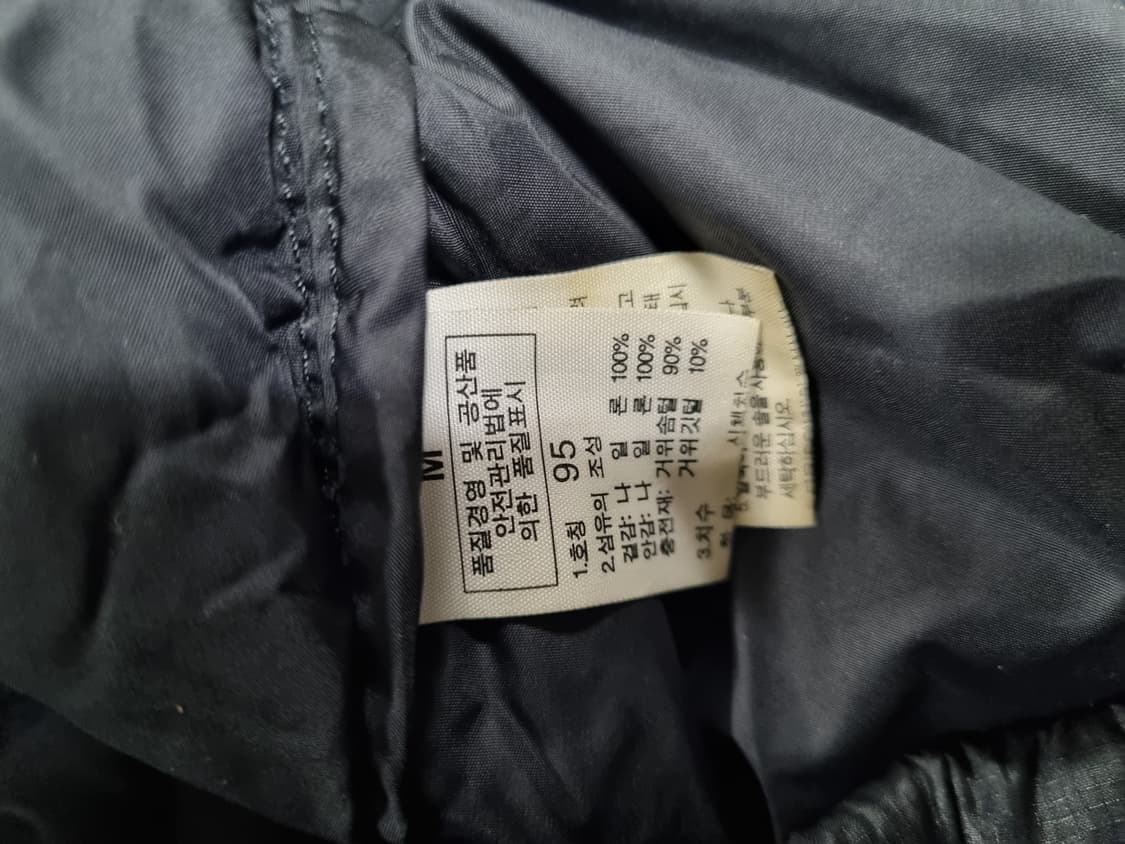 M
품질경영 및 공산품
안전관리법에
의한 품질표시
1.호칭 95
2.섬유의 조성
겉감: 나 일 론 100%
안감: 나 일 론 100%
충전재: 거위솜털 90%
거위깃털 10%
3.치수
부드러운 솔을 사용
세탁하십시오.